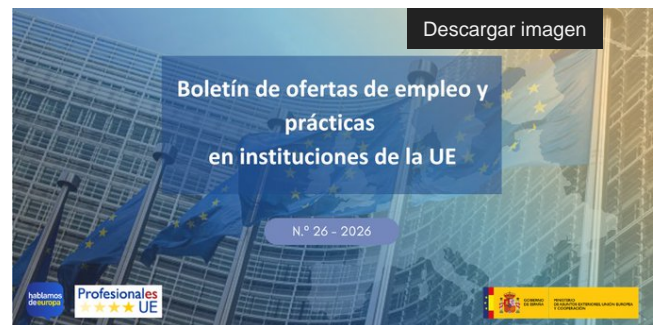 Descargar imagen
Boletín de ofertas de empleo y
prácticas
en instituciones de la UE
N.º 26 - 2026
hablamos
deeuropa
Profesionales
UE
GOBIERNO
DE ESPAÑA
MINISTERIO
DE ASUNTOS EXTERIORES, UNIÓN EUROPEA
Y COOPERACIÓN